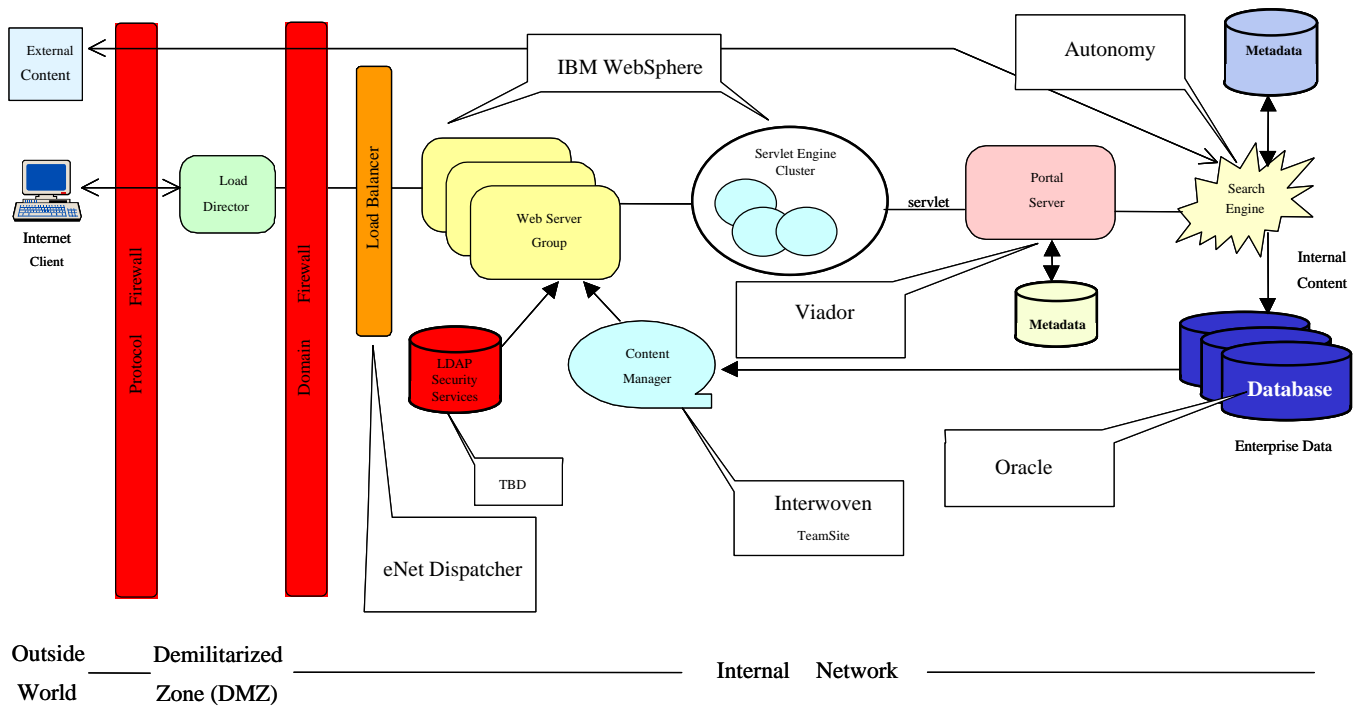 External
Content
IBM WebSphere
Autonomy
Metadata
Internet
Client
Protocol Firewall
Load
Director
Domain Firewall
Load Balancer
Web Server
Group
Servlet Engine
Cluster
servlet
Portal
Server
Search
Engine
Internal
Content
Viador
Metadata
LDAP
Security
Services
Content
Manager
Database
Enterprise Data
Oracle
TBD
Interwoven
TeamSite
eNet Dispatcher
Outside
World
Demilitarized
Zone (DMZ)
Internal Network